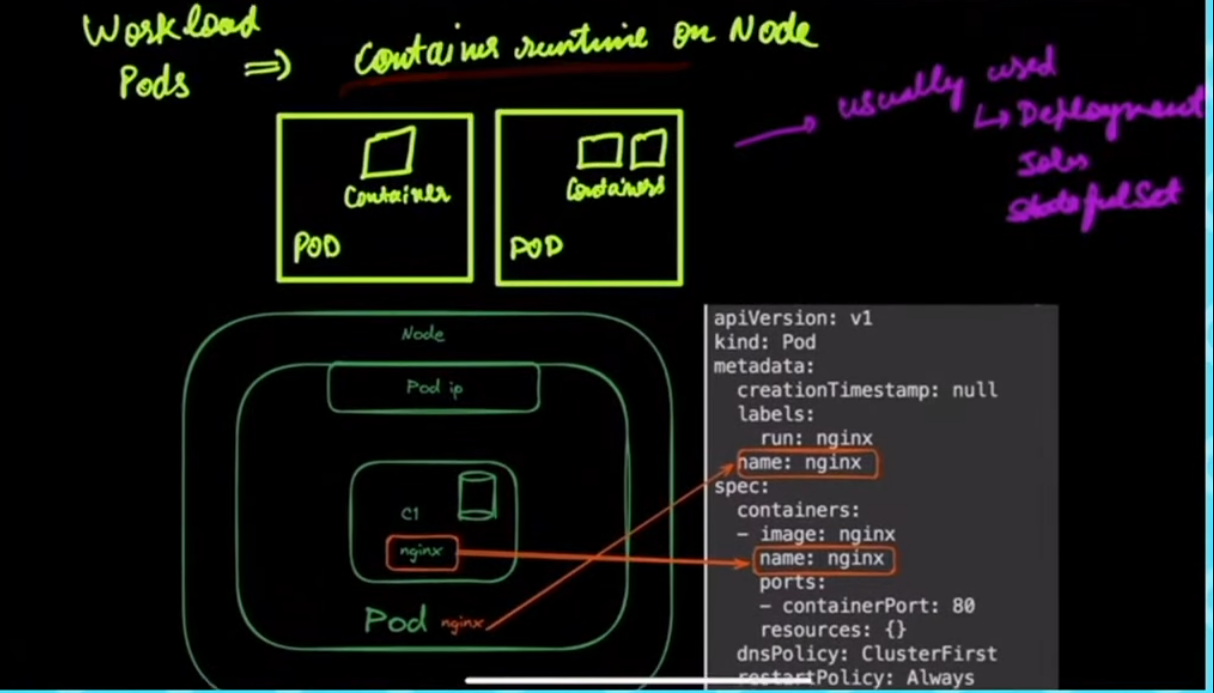 Workload
Pods => Container runtime on Node
usually used
↳ Deployment
Jobs
StatefulSet
Container
POD
Containers
POD
Node
Pod ip
C1
nginx
Pod nginx
apiVersion: v1
kind: Pod
metadata:
  creationTimestamp: null
  labels:
    run: nginx
  name: nginx
spec:
  containers:
  - image: nginx
    name: nginx
    ports:
    - containerPort: 80
    resources: {}
  dnsPolicy: ClusterFirst
  restartPolicy: Always